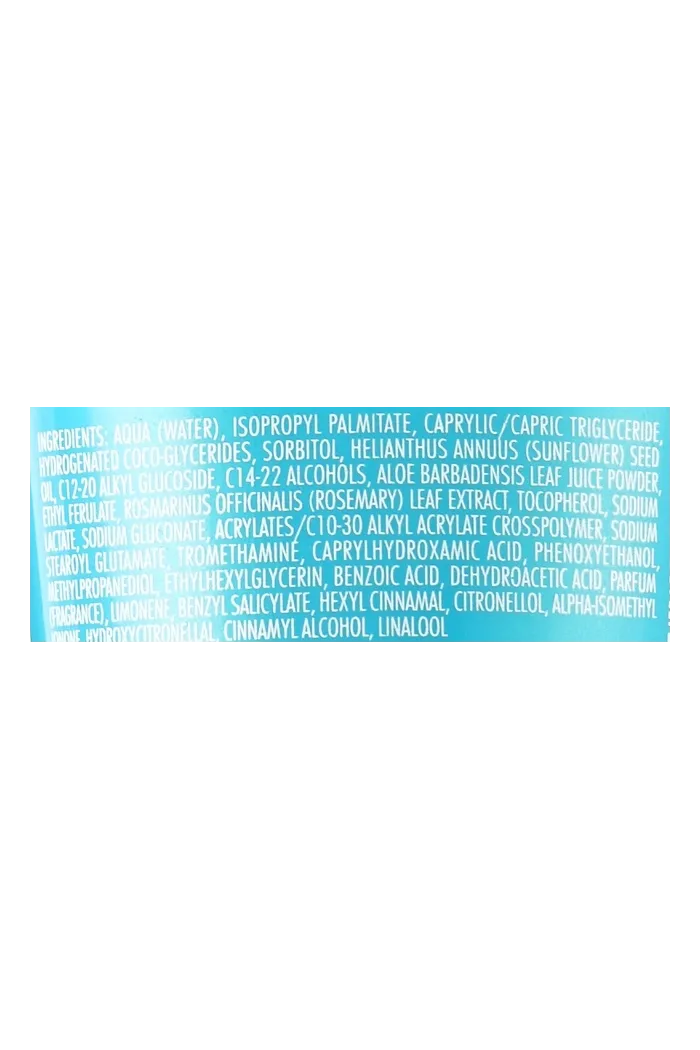 INGREDIENTS: AQUA (WATER), ISOPROPYL PALMITATE, CAPRYLIC/CAPRIC TRIGLYCERIDE,
HYDROGENATED COCO-GLYCERIDES, SORBITOL, HELIANTHUS ANNUUS (SUNFLOWER) SEED
OIL, C12-20 ALKYL GLUCOSIDE, C14-22 ALCOHOLS, ALOE BARBADENSIS LEAF JUICE POWDER,
ETHYL FERULATE, ROSMARINUS OFFICINALIS (ROSEMARY) LEAF EXTRACT, TOCOPHEROL, SODIUM
LACTATE, SODIUM GLUCONATE, ACRYLATES/C10-30 ALKYL ACRYLATE CROSSPOLYMER, SODIUM
STEAROYL GLUTAMATE, TROMETHAMINE, CAPRYLHYDROXAMIC ACID, PHENOXYETHANOL,
METHYLPROPANEDIOL, ETHYLHEXYLGLYCERIN, BENZOIC ACID, DEHYDROACETIC ACID, PARFUM
(FRAGRANCE), LIMONENE, BENZYL SALICYLATE, HEXYL CINNAMAL, CITRONELLOL, ALPHA-ISOMETHYL
IONONE, HYDROXYCITRONELLAL, CINNAMYL ALCOHOL, LINALOOL